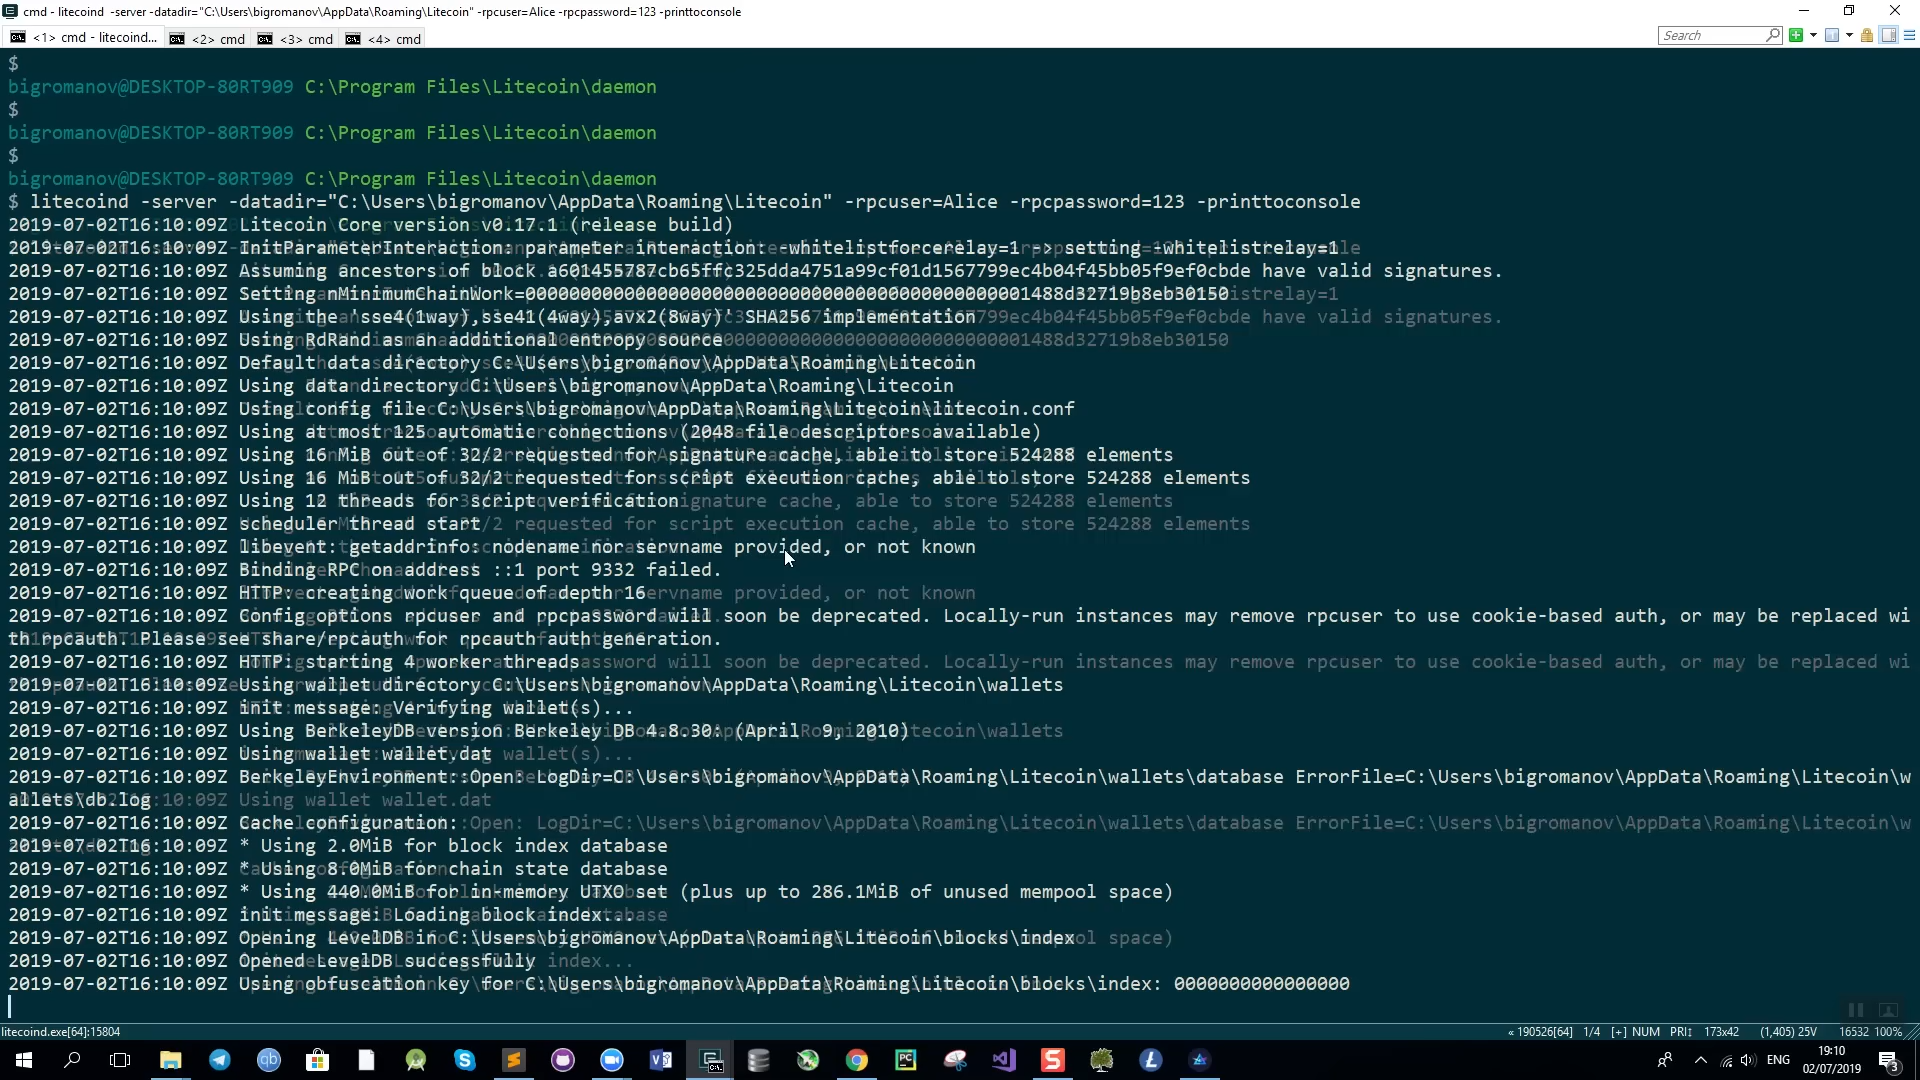 cmd - litecoind -server -datadir="C:\Users\bigromanov\AppData\Roaming\Litecoin" -rpcuser=Alice -rpcpassword=123 -printtoconsole
<1> cmd - litecoind... <2> cmd <3> cmd <4> cmd Search
$
bigromanov@DESKTOP-80RT909 C:\Program Files\Litecoin\daemon
$
bigromanov@DESKTOP-80RT909 C:\Program Files\Litecoin\daemon
$
bigromanov@DESKTOP-80RT909 C:\Program Files\Litecoin\daemon
$ litecoind -server -datadir="C:\Users\bigromanov\AppData\Roaming\Litecoin" -rpcuser=Alice -rpcpassword=123 -printtoconsole
2019-07-02T16:10:09Z Litecoin Core version v0.17.1 (release build)
2019-07-02T16:10:09Z InitParameterInteraction: parameter interaction: -whitelistforcerelay=1 -> setting -whitelistrelay=1
2019-07-02T16:10:09Z Assuming Ancestors of block a601455787cb65ffc325dda4751a99cf01d1567799ec4b04f45bb05f9ef0cbde have valid signatures.
2019-07-02T16:10:09Z Setting
2019-07-02T16:10:09Z Using the 'sse4(1way),sse41(4way),avx2(8way)' SHA256 implementation
2019-07-02T16:10:09Z Using RdRand as an additional entropy source
2019-07-02T16:10:09Z Default data directory C:\Users\bigromanov\AppData\Roaming\Litecoin
2019-07-02T16:10:09Z Using data directory C:\Users\bigromanov\AppData\Roaming\Litecoin
2019-07-02T16:10:09Z Using config file C:\Users\bigromanov\AppData\Roaming\Litecoin\litecoin.conf
2019-07-02T16:10:09Z Using at most 125 automatic connections (2048 file descriptors available)
2019-07-02T16:10:09Z Using 16 MiB out of 32/2 requested for signature cache, able to store 524288 elements
2019-07-02T16:10:09Z Using 16 MiB out of 32/2 requested for script execution cache, able to store 524288 elements
2019-07-02T16:10:09Z Using 12 threads for script verification
2019-07-02T16:10:09Z scheduler thread start
2019-07-02T16:10:09Z libevent: getaddrinfo: nodename nor servname provided, or not known
2019-07-02T16:10:09Z Binding RPC on address ::1 port 9332 failed.
2019-07-02T16:10:09Z HTTP: creating work queue of depth 16
2019-07-02T16:10:09Z Config options rpcuser and rpcpassword will soon be deprecated. Locally-run instances may remove rpcuser to use cookie-based auth, or may be replaced wi
th rpcauth. Please see share/rpcauth for rpcauth auth generation.
2019-07-02T16:10:09Z HTTP: starting 4 worker threads
2019-07-02T16:10:09Z Using wallet directory C:\Users\bigromanov\AppData\Roaming\Litecoin\wallets
2019-07-02T16:10:09Z init message: Verifying wallet(s)...
2019-07-02T16:10:09Z Using BerkeleyDB version Berkeley DB 4.8.30: (April  9, 2010)
2019-07-02T16:10:09Z Using wallet wallet.dat
2019-07-02T16:10:09Z BerkeleyEnvironment::Open: LogDir=C:\Users\bigromanov\AppData\Roaming\Litecoin\wallets\database ErrorFile=C:\Users\bigromanov\AppData\Roaming\Litecoin\w
allets\db.log
2019-07-02T16:10:09Z Cache configuration:
2019-07-02T16:10:09Z * Using 2.0MiB for block index database
2019-07-02T16:10:09Z * Using 8.0MiB for chain state database
2019-07-02T16:10:09Z * Using 440.0MiB for in-memory UTXO set (plus up to 286.1MiB of unused mempool space)
2019-07-02T16:10:09Z init message: Loading block index...
2019-07-02T16:10:09Z Opening LevelDB in C:\Users\bigromanov\AppData\Roaming\Litecoin\blocks\index
2019-07-02T16:10:09Z Opened LevelDB successfully
2019-07-02T16:10:09Z Using obfuscation key for C:\Users\bigromanov\AppData\Roaming\Litecoin\blocks\index: 0000000000000000
litecoind.exe[64]:15804 « 190526[64] 1/4 [+] NUM PRI↕ 173x42 (1,405) 25V 16532 100%
ENG 19:10
02/07/2019 3